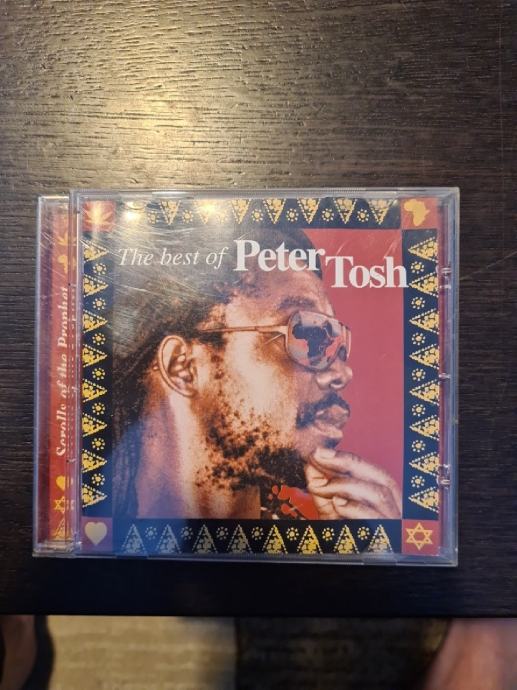 The best of Peter Tosh
Scrolls of the Prophet